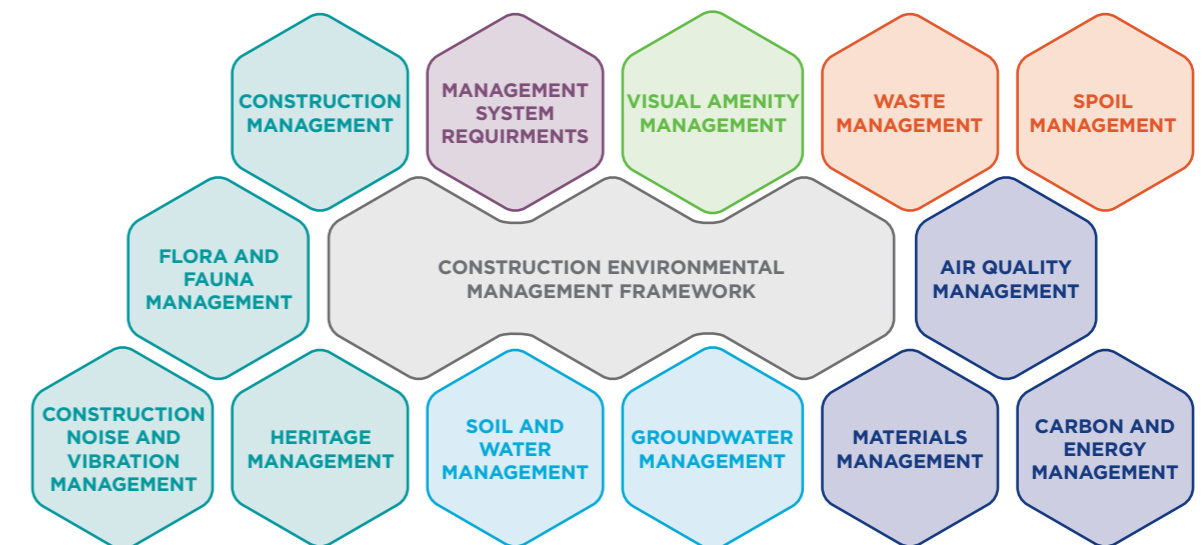 CONSTRUCTION
MANAGEMENT
MANAGEMENT
SYSTEM
REQUIRMENTS
VISUAL AMENITY
MANAGEMENT
WASTE
MANAGEMENT
SPOIL
MANAGEMENT
FLORA AND
FAUNA
MANAGEMENT
CONSTRUCTION ENVIRONMENTAL
MANAGEMENT FRAMEWORK
AIR QUALITY
MANAGEMENT
CONSTRUCTION
NOISE AND
VIBRATION
MANAGEMENT
HERITAGE
MANAGEMENT
SOIL AND
WATER
MANAGEMENT
GROUNDWATER
MANAGEMENT
MATERIALS
MANAGEMENT
CARBON AND
ENERGY
MANAGEMENT